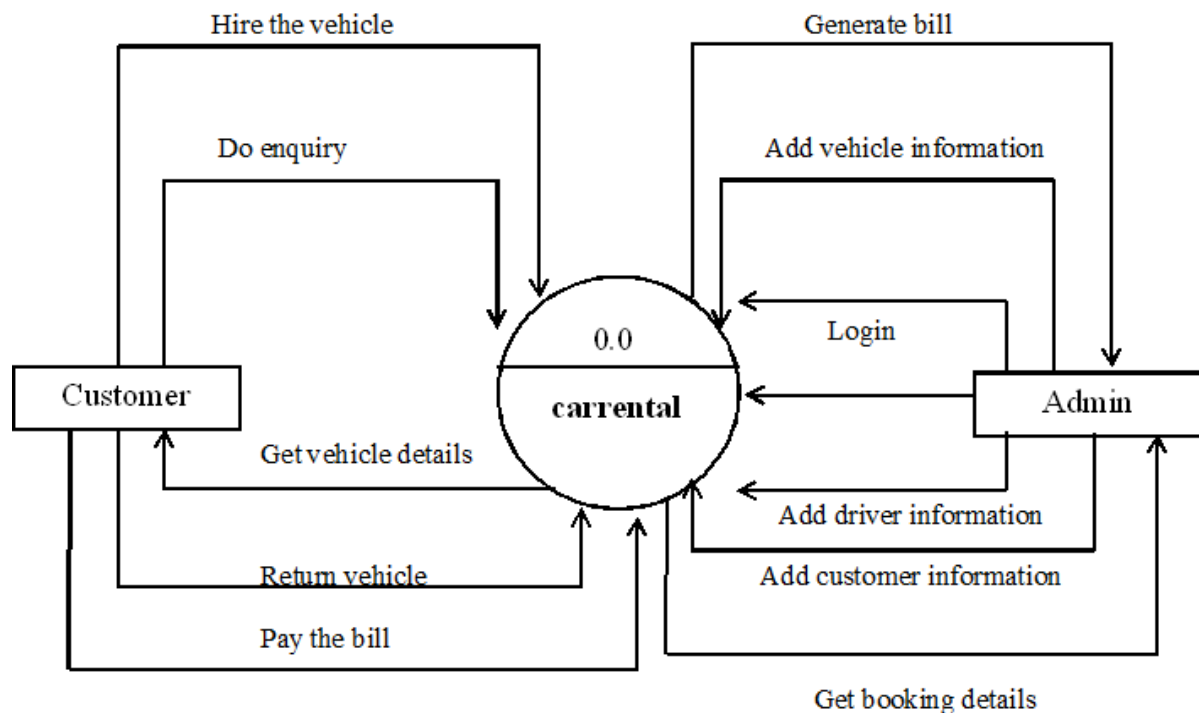 Hire the vehicle
Generate bill
Do enquiry
Add vehicle information
0.0
Login
Customer
carrental
Admin
Get vehicle details
Add driver information
Return vehicle
Add customer information
Pay the bill
Get booking details